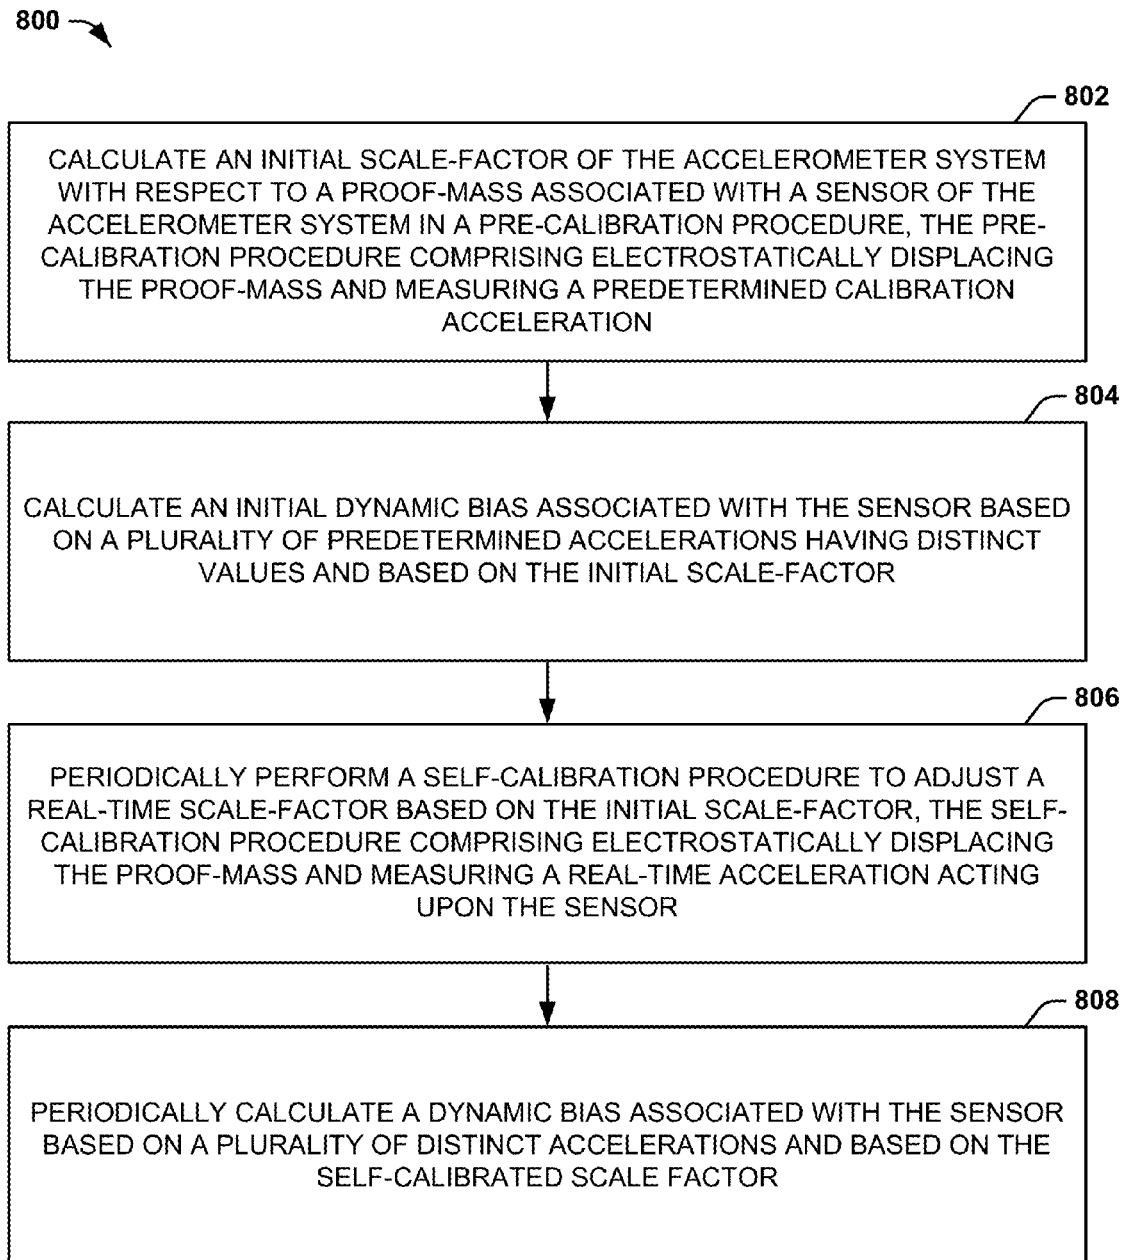 800
802
CALCULATE AN INITIAL SCALE-FACTOR OF THE ACCELEROMETER SYSTEM
WITH RESPECT TO A PROOF-MASS ASSOCIATED WITH A SENSOR OF THE
ACCELEROMETER SYSTEM IN A PRE-CALIBRATION PROCEDURE, THE PRE-
CALIBRATION PROCEDURE COMPRISING ELECTROSTATICALLY DISPLACING
THE PROOF-MASS AND MEASURING A PREDETERMINED CALIBRATION
ACCELERATION
804
CALCULATE AN INITIAL DYNAMIC BIAS ASSOCIATED WITH THE SENSOR BASED
ON A PLURALITY OF PREDETERMINED ACCELERATIONS HAVING DISTINCT
VALUES AND BASED ON THE INITIAL SCALE-FACTOR
806
PERIODICALLY PERFORM A SELF-CALIBRATION PROCEDURE TO ADJUST A
REAL-TIME SCALE-FACTOR BASED ON THE INITIAL SCALE-FACTOR, THE SELF-
CALIBRATION PROCEDURE COMPRISING ELECTROSTATICALLY DISPLACING
THE PROOF-MASS AND MEASURING A REAL-TIME ACCELERATION ACTING
UPON THE SENSOR
808
PERIODICALLY CALCULATE A DYNAMIC BIAS ASSOCIATED WITH THE SENSOR
BASED ON A PLURALITY OF DISTINCT ACCELERATIONS AND BASED ON THE
SELF-CALIBRATED SCALE FACTOR